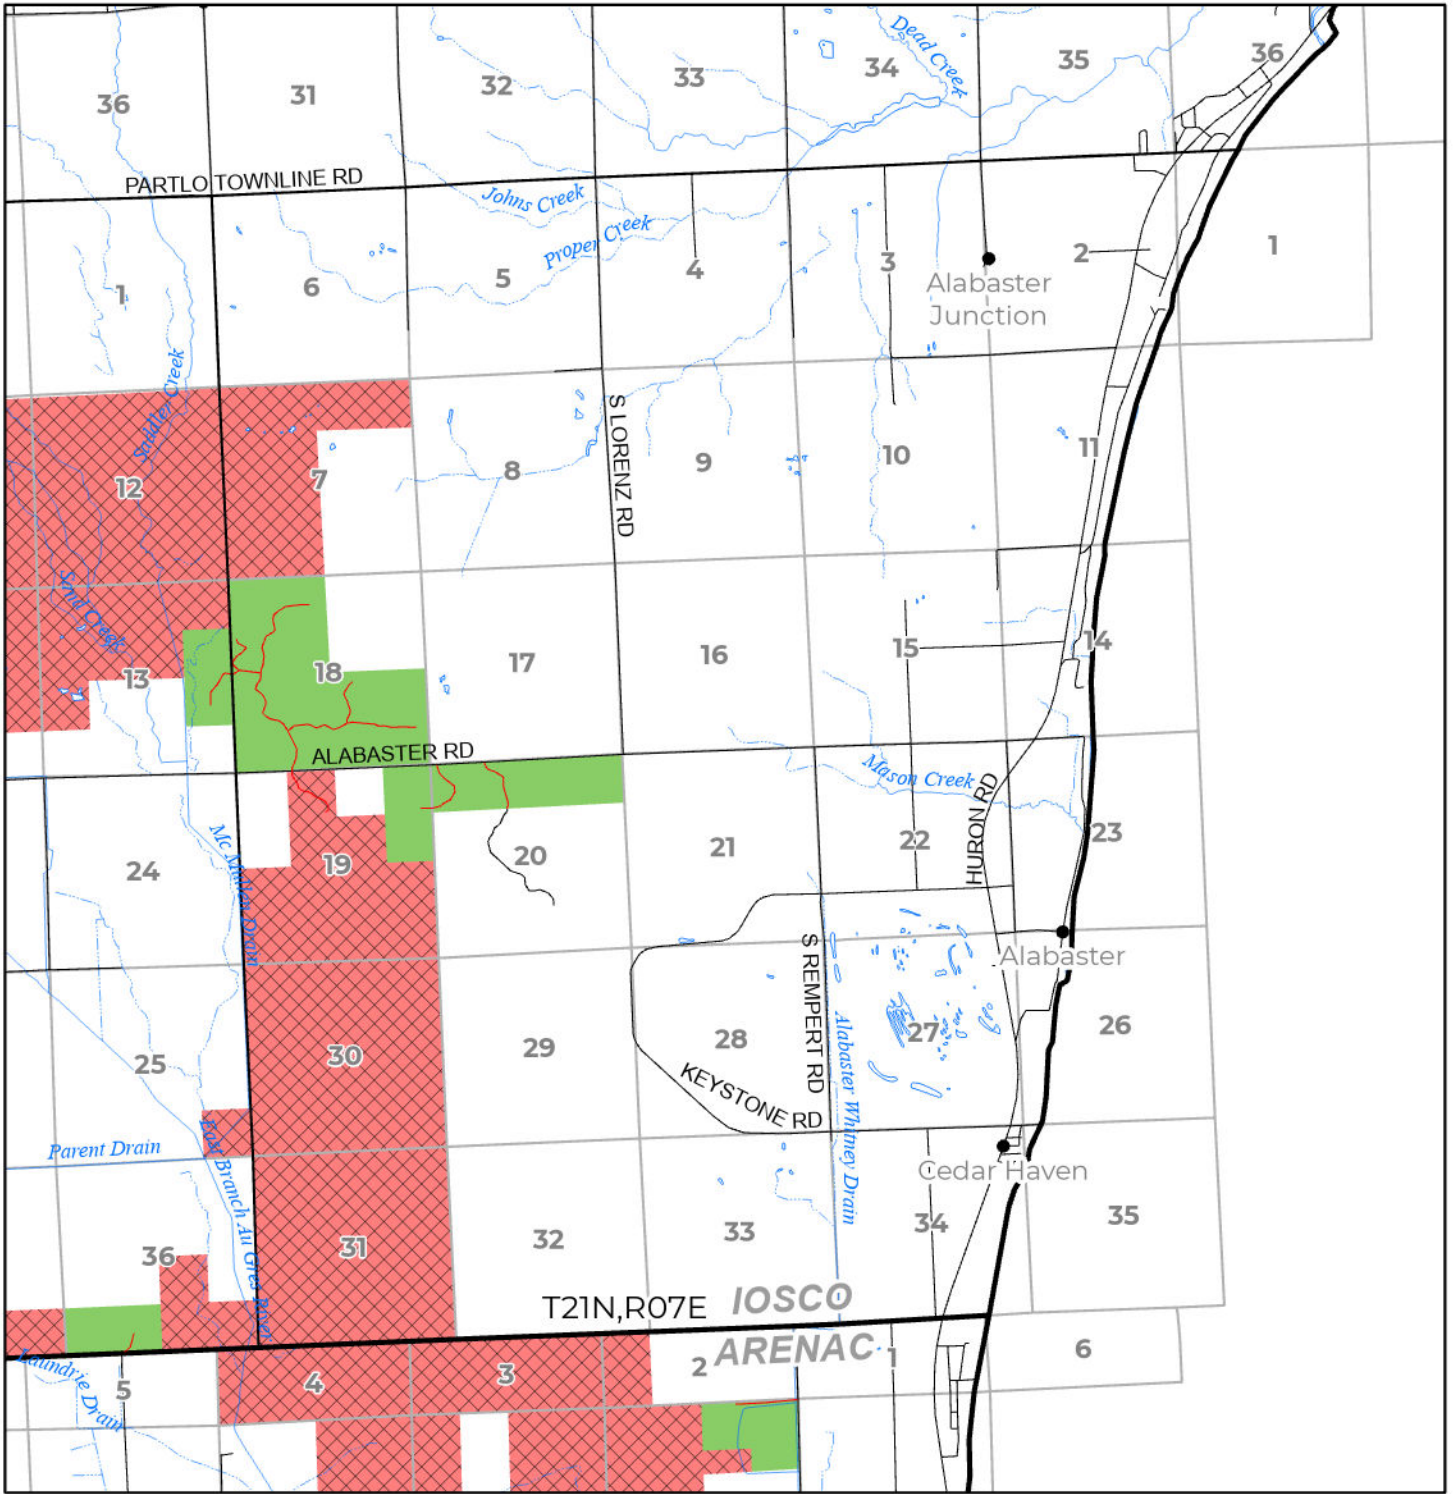 Dead Creek
36
31
32
33
34
35
36
PARTLO TOWNLINE RD
Johns Creek
Proper Creek
1
6
5
4
3
2
1
Alabaster
Junction
Saddler Creek
S LORENZ RD
12
7
8
9
10
11
Sand Creek
13
18
17
16
15
14
ALABASTER RD
Mason Creek
HURON RD
Mc Mullen Drain
24
19
20
21
22
23
S REMPERT RD
Alabaster
25
30
29
28
27
26
Alabaster Whitney Drain
KEYSTONE RD
Parent Drain
East Branch Au Gres River
Cedar Haven
36
31
32
33
34
35
T21N,R07E
IOSCO
ARENAC
Laundrie Drain
5
4
3
2
1
6